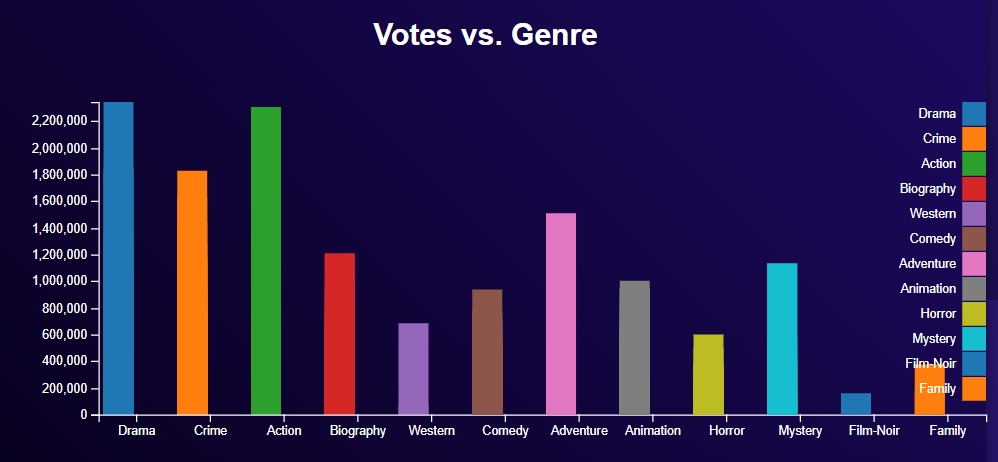 Votes vs. Genre
2,200,000
2,000,000
1,800,000
1,600,000
1,400,000
1,200,000
1,000,000
800,000
600,000
400,000
200,000
0
Drama Crime Action Biography Western Comedy Adventure Animation Horror Mystery Film-Noir Family
Drama
Crime
Action
Biography
Western
Comedy
Adventure
Animation
Horror
Mystery
Film-Noir
Family